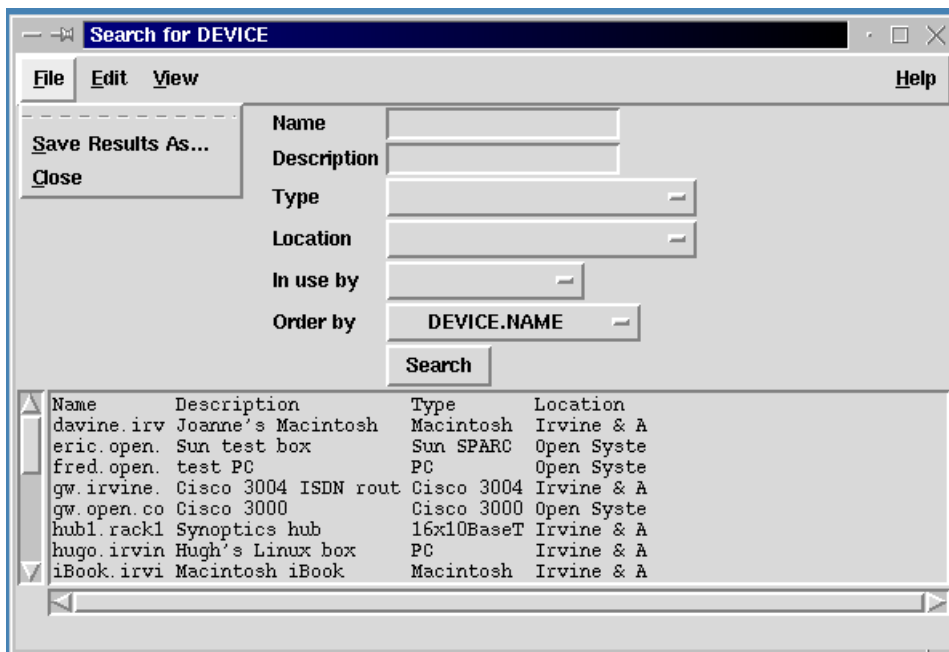 Search for DEVICE
File Edit View Help
Save Results As...
Close
Name
Description
Type
Location
In use by
Order by DEVICE.NAME
Search
Name Description Type Location
davine.irv Joanne's Macintosh Macintosh Irvine & A
eric.open. Sun test box Sun SPARC Open Syste
fred.open. test PC PC Open Syste
gw.irvine. Cisco 3004 ISDN rout Cisco 3004 Irvine & A
gw.open.co Cisco 3000 Cisco 3000 Open Syste
hub1.rack1 Synoptics hub 16x10BaseT Irvine & A
hugo.irvin Hugh's Linux box PC Irvine & A
iBook.irvi Macintosh iBook Macintosh Irvine & A